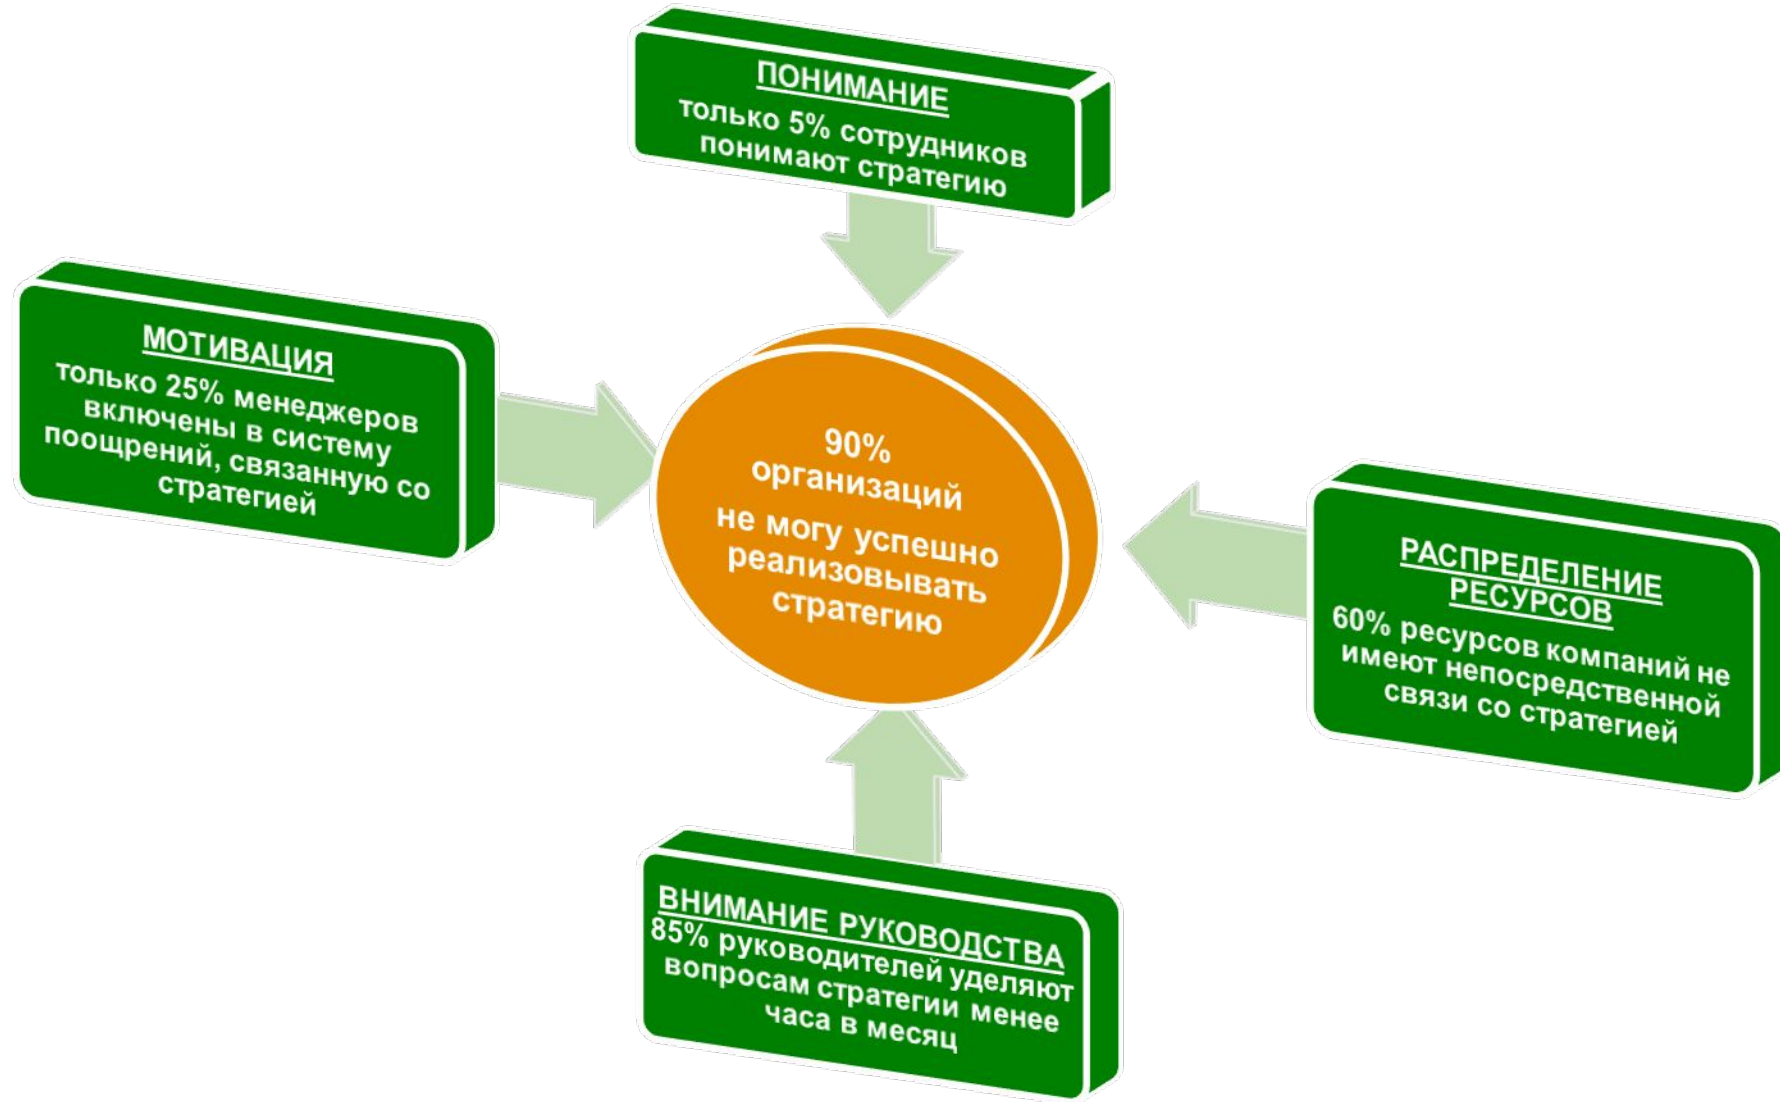 ПОНИМАНИЕ
только 5% сотрудников
понимают стратегию
МОТИВАЦИЯ
только 25% менеджеров
включены в систему
поощрений, связанную со
стратегией
90%
организаций
не могу успешно
реализовывать
стратегию
РАСПРЕДЕЛЕНИЕ
РЕСУРСОВ
60% ресурсов компаний не
имеют непосредственной
связи со стратегией
ВНИМАНИЕ РУКОВОДСТВА
85% руководителей уделяют
вопросам стратегии менее
часа в месяц